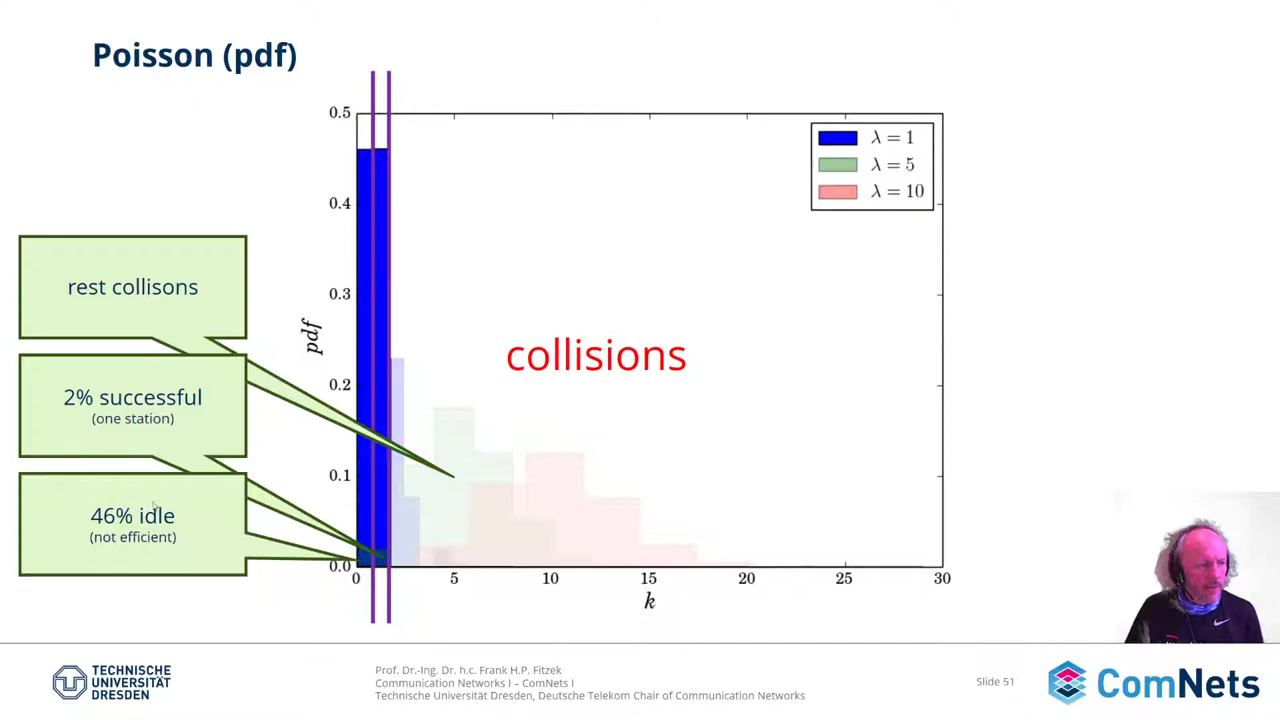 Poisson (pdf)
0.5
0.4
0.3
0.2
0.1
0.0
pdf
0
5
10
15
20
25
30
k
λ = 1
λ = 5
λ = 10
collisions
rest collisons
2% successful
(one station)
46% idle
(not efficient)
TECHNISCHE
UNIVERSITÄT
DRESDEN
Prof. Dr.-Ing. Dr. h.c. Frank H.P. Fitzek
Communication Networks I – ComNets I
Technische Universität Dresden, Deutsche Telekom Chair of Communication Networks
Slide 51
ComNets